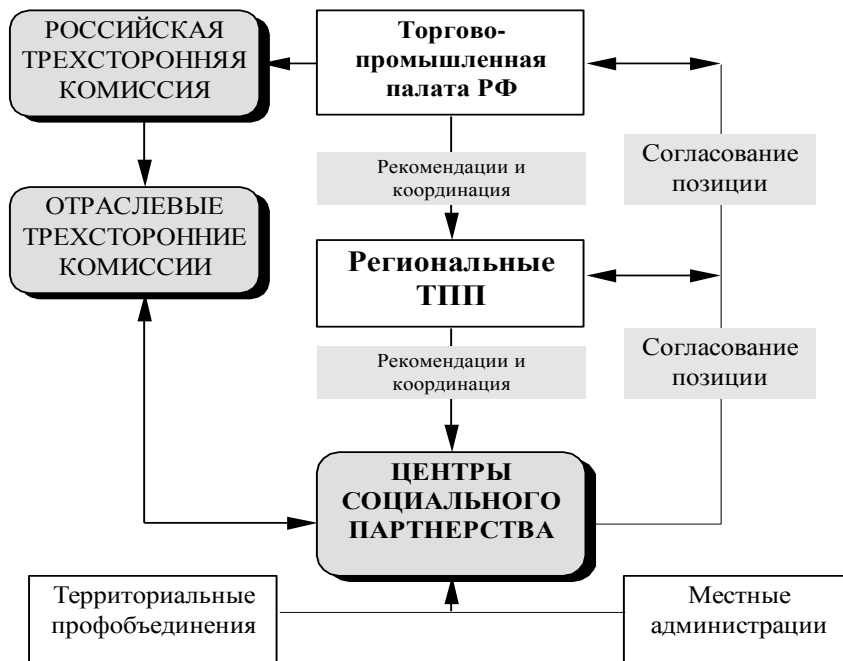 РОССИЙСКАЯ
ТРЕХСТОРОННЯЯ
КОМИССИЯ
Торгово-
промышленная
палата РФ
Рекомендации и
координация
Согласование
позиции
ОТРАСЛЕВЫЕ
ТРЕХСТОРОННИЕ
КОМИССИИ
Региональные
ТПП
Рекомендации и
координация
Согласование
позиции
ЦЕНТРЫ
СОЦИАЛЬНОГО
ПАРТНЕРСТВА
Территориальные
профобъединения
Местные
администрации